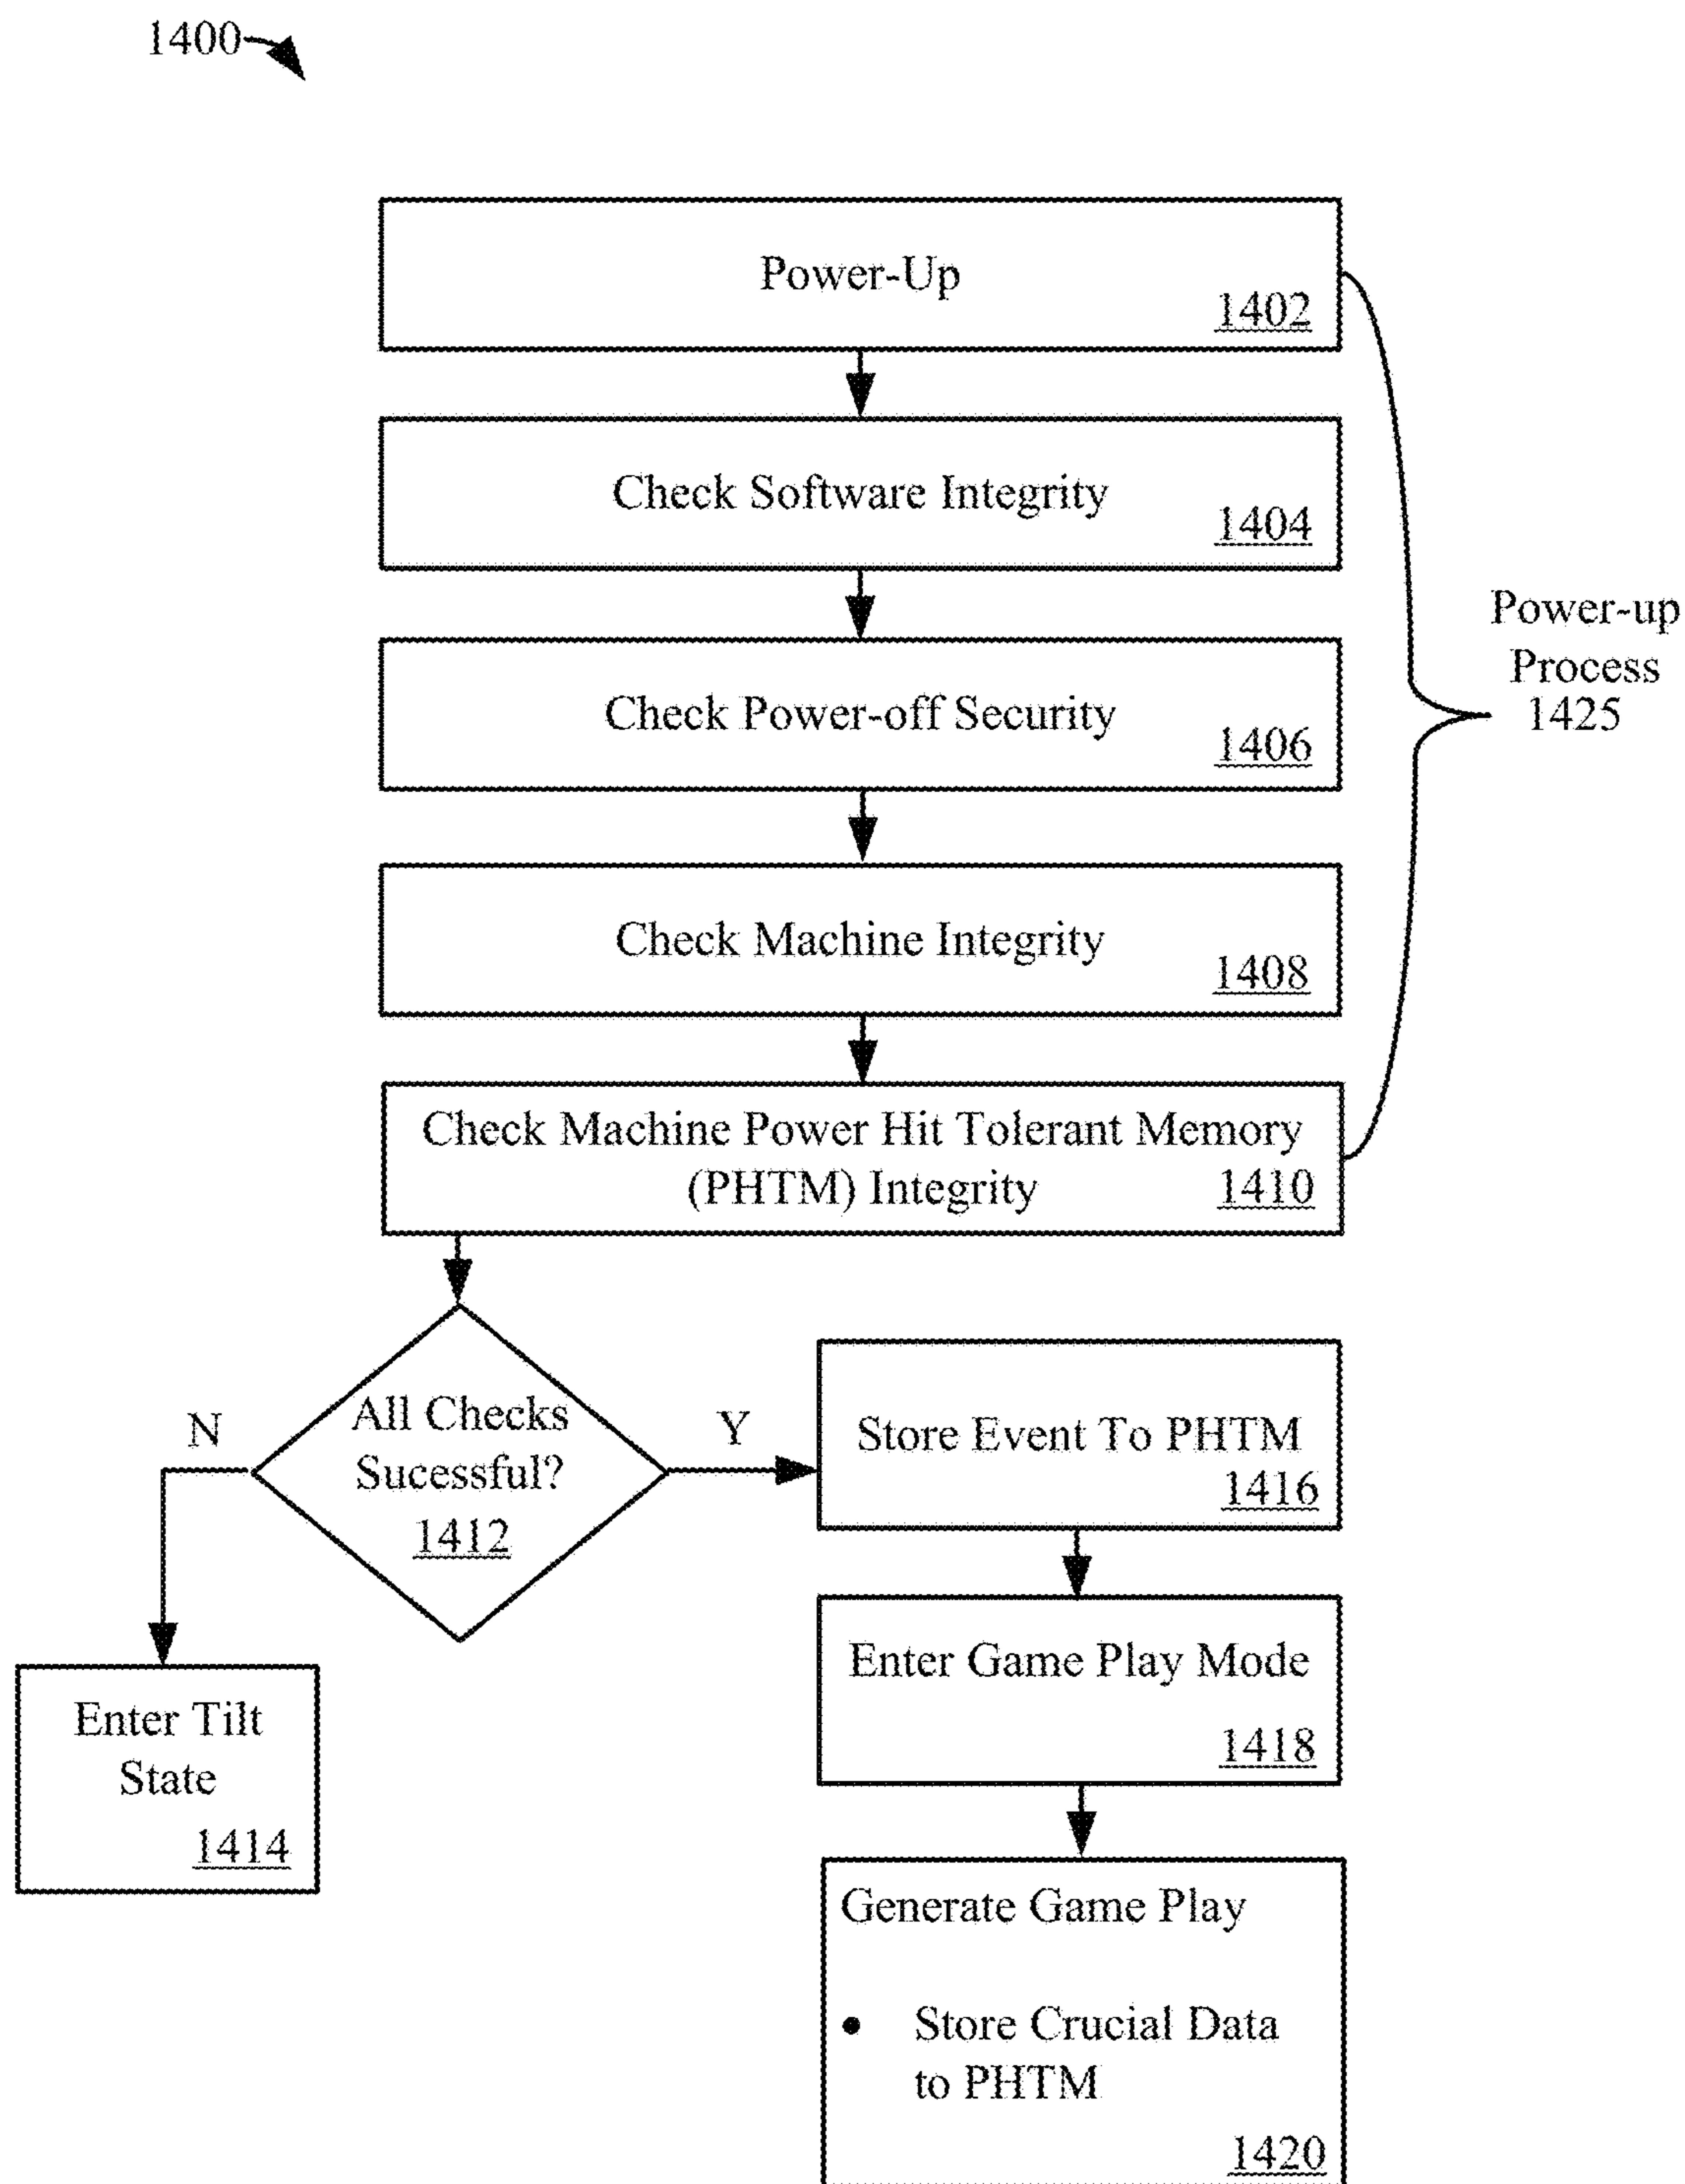 1400
Power-Up
1402
Check Software Integrity
1404
Check Power-off Security
1406
Power-up
Process
1425
Check Machine Integrity
1408
Check Machine Power Hit Tolerant Memory
(PHTM) Integrity
1410
N
All Checks
Sucessful?
1412
Y
Store Event To PHTM
1416
Enter Game Play Mode
1418
Enter Tilt
State
1414
Generate Game Play
• Store Crucial Data
to PHTM
1420